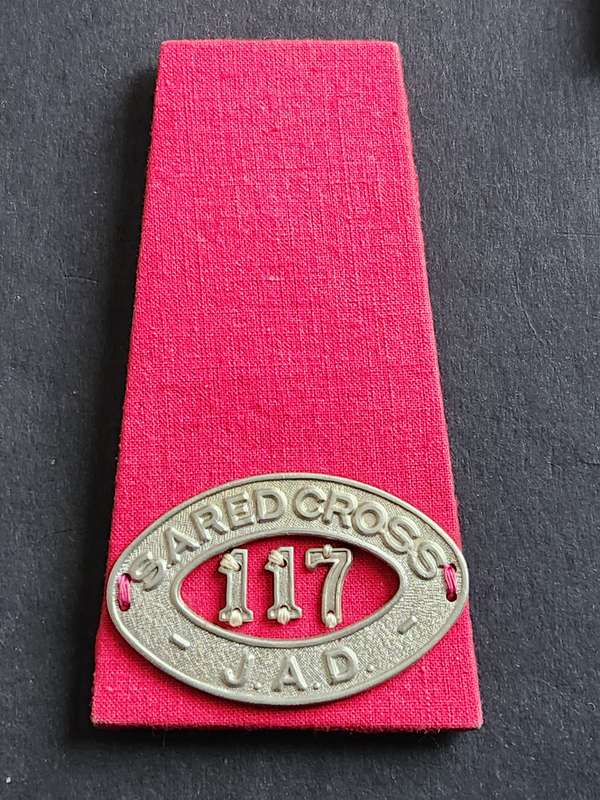 S.A RED CROSS
117
- J.A.D. -